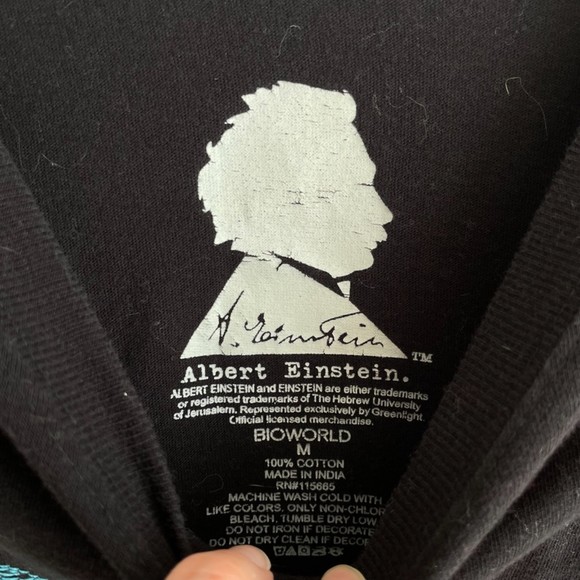 A. Einstein
TM
Albert Einstein.
ALBERT EINSTEIN and EINSTEIN are either trademarks
or registered trademarks of The Hebrew University
of Jerusalem. Represented exclusively by Greenlight.
Official licensed merchandise.
BIOWORLD
M
100% COTTON
MADE IN INDIA
RN#115665
MACHINE WASH COLD WITH
LIKE COLORS. ONLY NON-CHLOR
BLEACH. TUMBLE DRY LOW
DO NOT IRON IF DECORATE
DO NOT DRY CLEAN IF DECOR